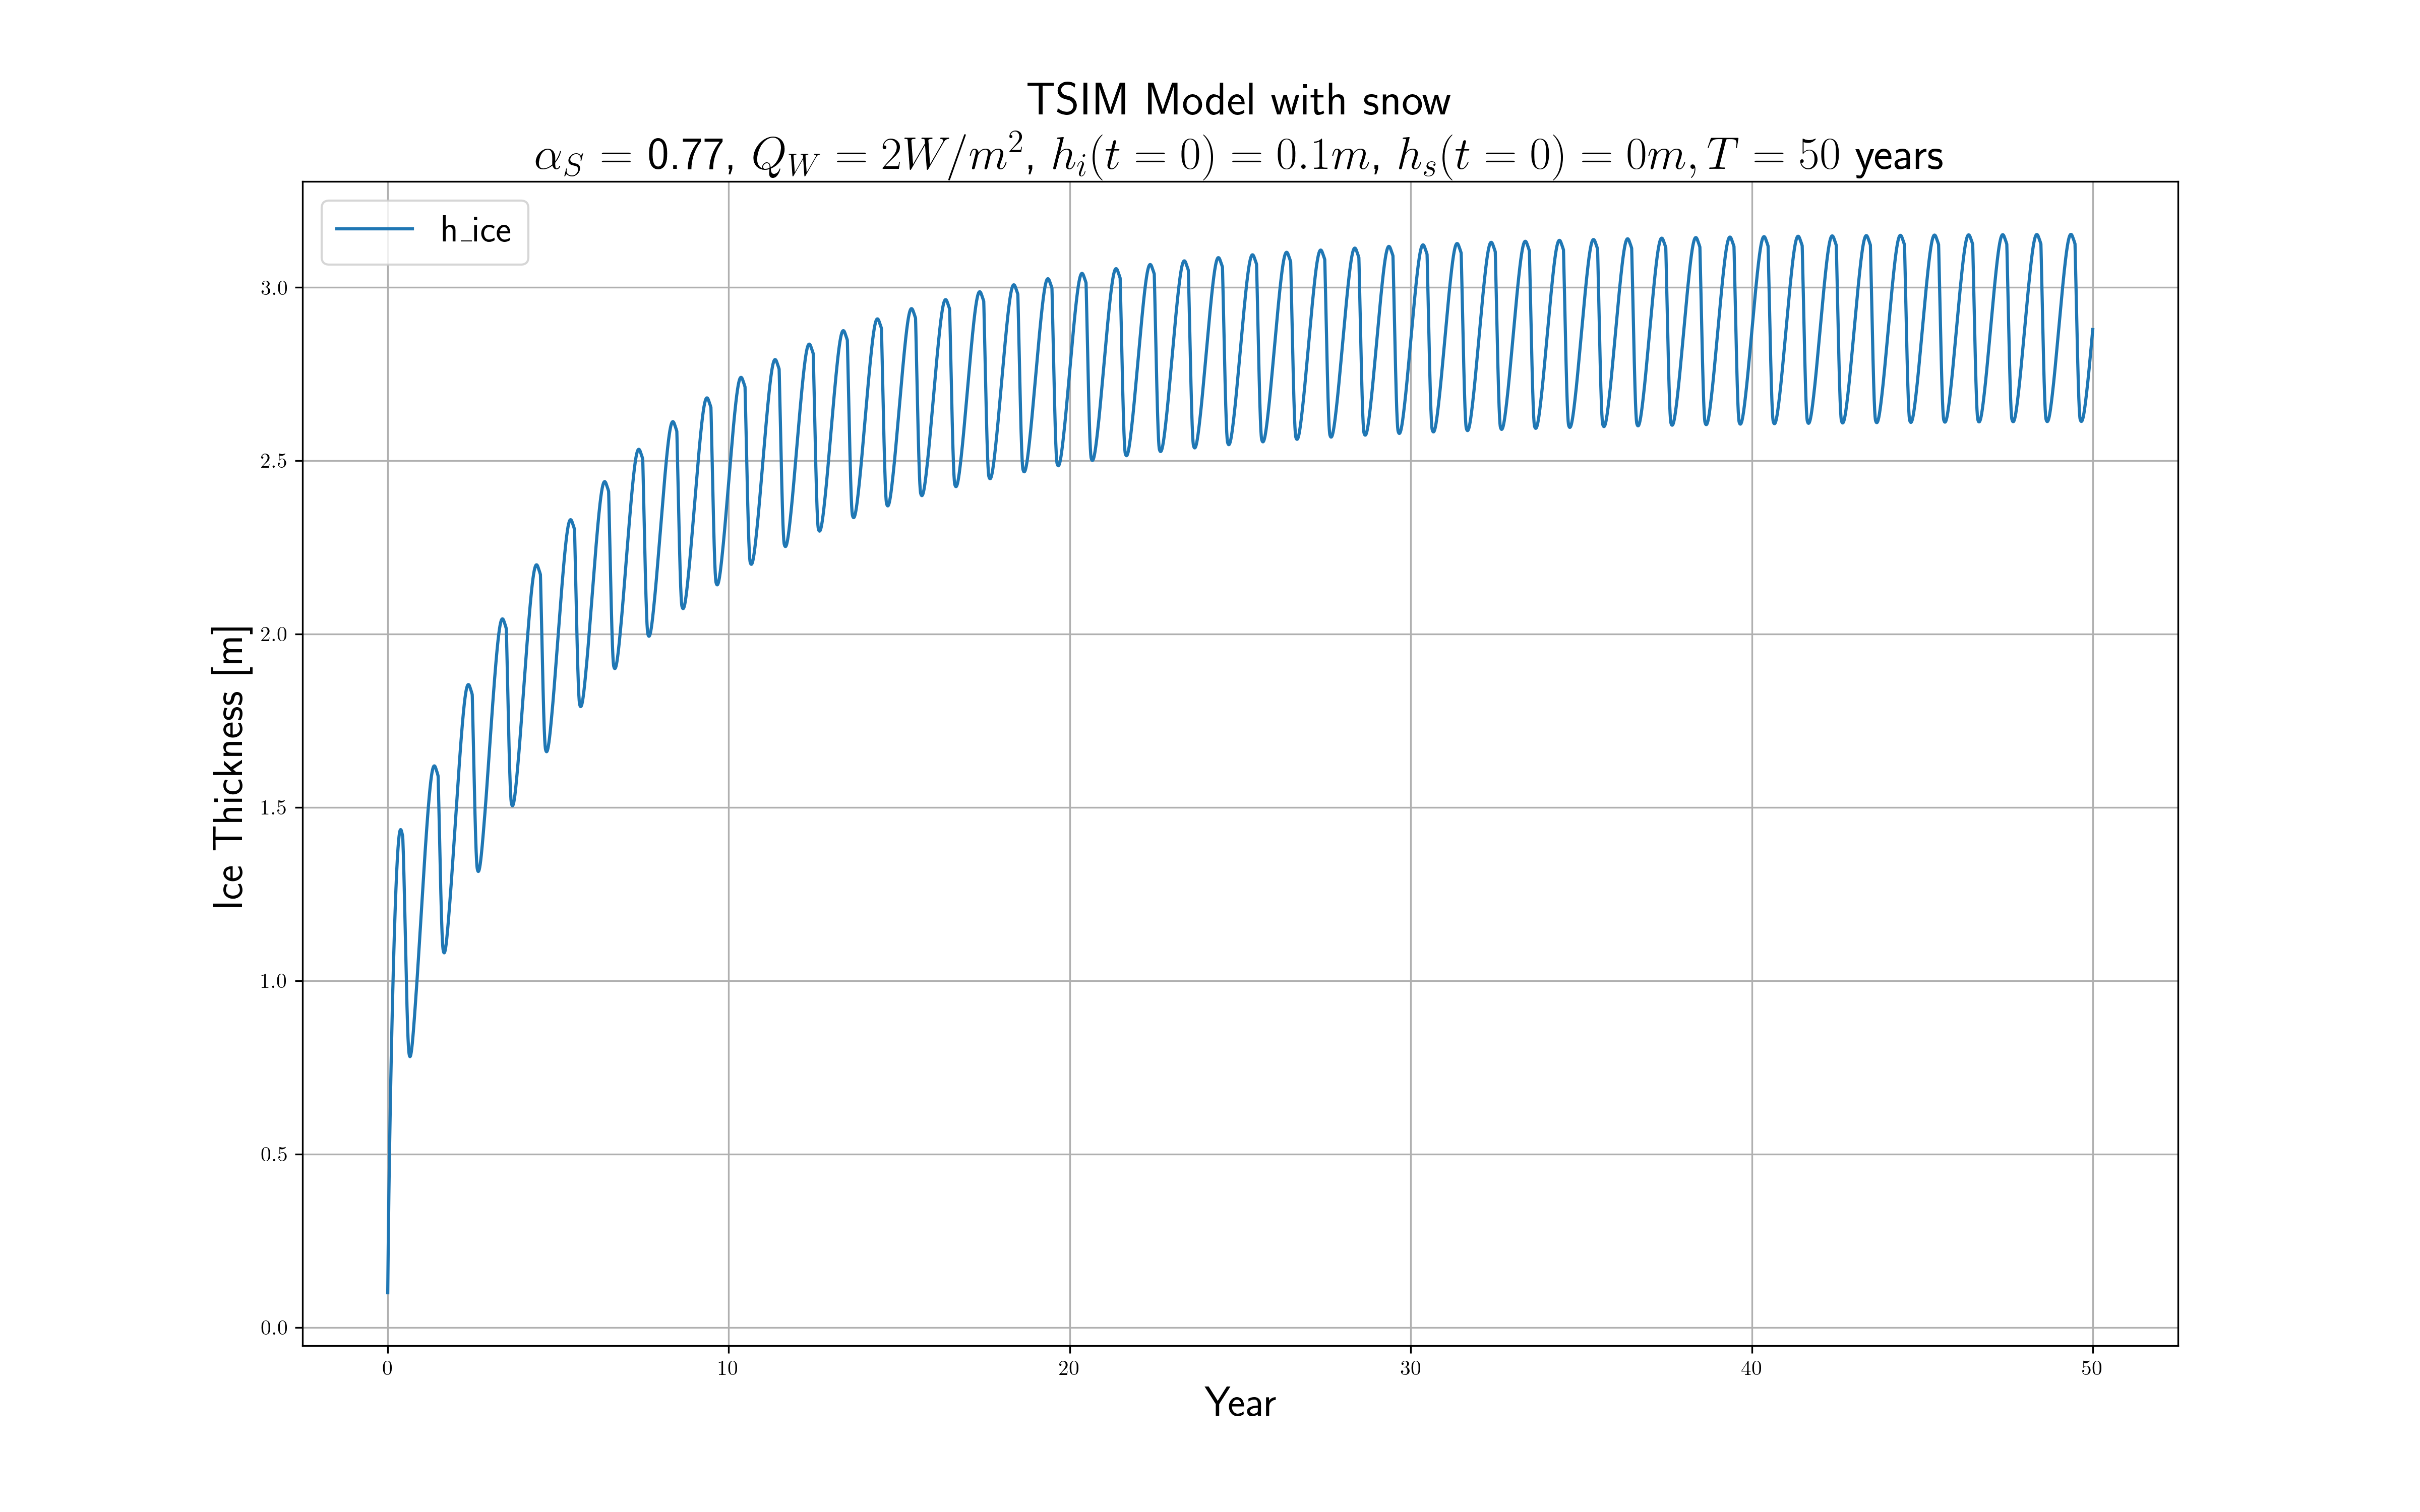 TSIM Model with snow
α_S = 0.77, Q_W = 2W/m², h_i(t = 0) = 0.1m, h_s(t = 0) = 0m, T = 50 years
h_ice
3.0
2.5
2.0
1.5
1.0
0.5
0.0
Ice Thickness [m]
0 10 20 30 40 50
Year